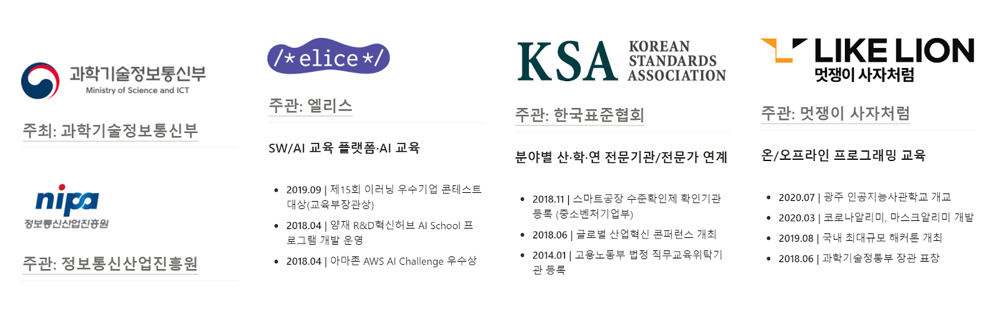 과학기술정보통신부
Ministry of Science and ICT
주최: 과학기술정보통신부
nipa
정보통신산업진흥원
주관: 정보통신산업진흥원
/*elice*/
주관: 엘리스
SW/AI 교육 플랫폼·AI 교육
2019.09 | 제15회 이러닝 우수기업 콘테스트
대상(교육부장관상)
2018.04 | 양재 R&D혁신허브 AI School 프
로그램 개발 운영
2018.04 | 아마존 AWS AI Challenge 우수상
KSA
KOREAN
STANDARDS
ASSOCIATION
주관: 한국표준협회
분야별 산·학·연 전문기관/전문가 연계
2018.11 | 스마트공장 수준확인제 확인기관
등록 (중소벤처기업부)
2018.06 | 글로벌 산업혁신 콘퍼런스 개최
2014.01 | 고용노동부 법정 직무교육위탁기
관 등록
LIKE LION
멋쟁이 사자처럼
주관: 멋쟁이 사자처럼
온/오프라인 프로그래밍 교육
2020.07 | 광주 인공지능사관학교 개교
2020.03 | 코로나알리미, 마스크알리미 개발
2019.08 | 국내 최대규모 해커톤 개최
2018.06 | 과학기술정통부 장관 표창